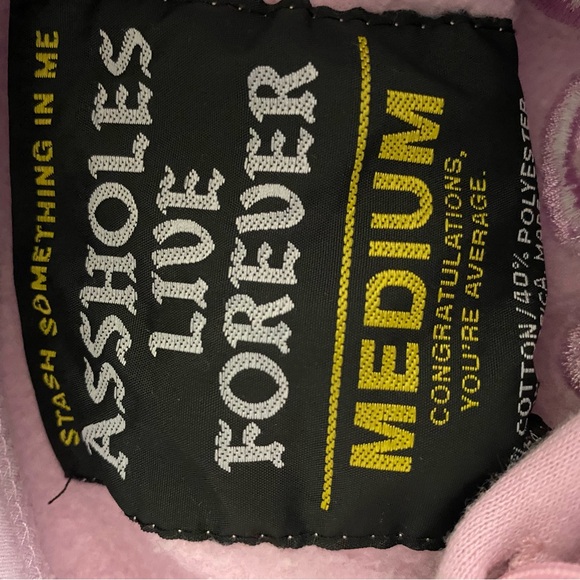 STASH SOMETHING IN ME
ASSHOLES
LIVE
FOREVER
MEDIUM
CONGRATULATIONS,
YOU'RE AVERAGE.
COTTON/40% POLYESTER